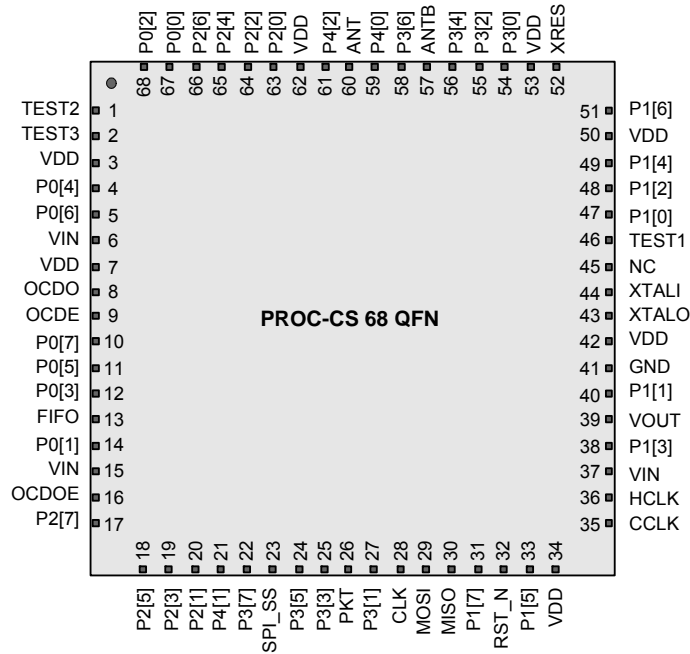 P0[2] P0[0] P2[6] P2[4] P2[2] P2[0] VDD P4[2] ANT P4[0] P3[6] ANTB P3[4] P3[2] P3[0] VDD XRES
68 67 66 65 64 63 62 61 60 59 58 57 56 55 54 53 52
TEST2 1 51 P1[6]
TEST3 2 50 VDD
VDD 3 49 P1[4]
P0[4] 4 48 P1[2]
P0[6] 5 47 P1[0]
VIN 6 46 TEST1
VDD 7 45 NC
OCDO 8 44 XTALI
OCDE 9 43 XTALO
PROC-CS 68 QFN
P0[7] 10 42 VDD
P0[5] 11 41 GND
P0[3] 12 40 P1[1]
FIFO 13 39 VOUT
P0[1] 14 38 P1[3]
VIN 15 37 VIN
OCDOE 16 36 HCLK
P2[7] 17 35 CCLK
18 19 20 21 22 23 24 25 26 27 28 29 30 31 32 33 34
P2[5] P2[3] P2[1] P4[1] P3[7] SPI_SS P3[5] P3[3] PKT P3[1] CLK MOSI MISO P1[7] RST_N P1[5] VDD